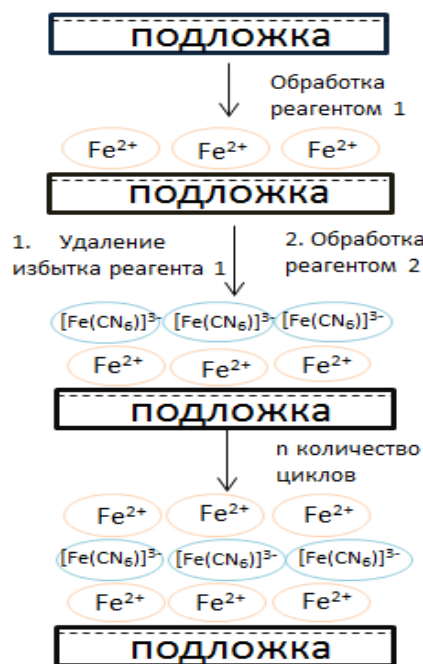 подложка
Обработка
реагентом 1
Fe²⁺ Fe²⁺ Fe²⁺
подложка
1. Удаление
избытка реагента 1
2. Обработка
реагентом 2
[Fe(CN₆)]³⁻ [Fe(CN₆)]³⁻ [Fe(CN₆)]³⁻
Fe²⁺ Fe²⁺ Fe²⁺
подложка
n количество
циклов
Fe²⁺ Fe²⁺ Fe²⁺
[Fe(CN₆)]³⁻ [Fe(CN₆)]³⁻ [Fe(CN₆)]³⁻
Fe²⁺ Fe²⁺ Fe²⁺
подложка